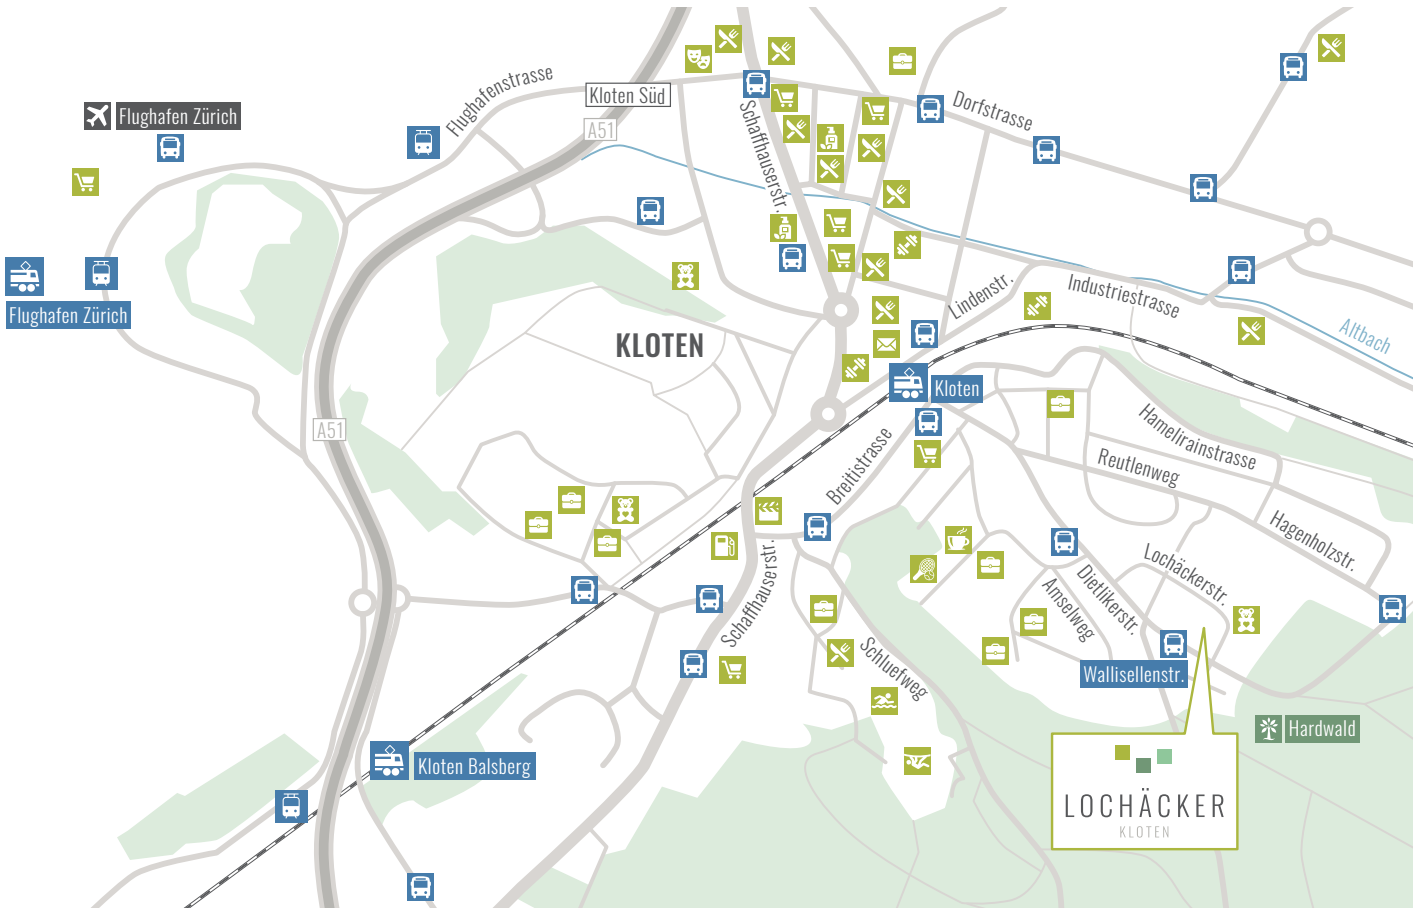 Flughafenstrasse
Kloten Süd
Flughafen Zürich
A51
Dorfstrasse
Schaffhauserstr.
Flughafen Zürich
Lindenstr.
Industriestrasse
Altbach
KLOTEN
Kloten
A51
Hamelirainstrasse
Breitistrasse
Reutlenweg
Hagenholzstr.
Schaffhauserstr.
Lochäckerstr.
Dietlikerstr.
Amselweg
Schluefweg
Wallisellenstr.
Hardwald
Kloten Balsberg
LOCHÄCKER
KLOTEN